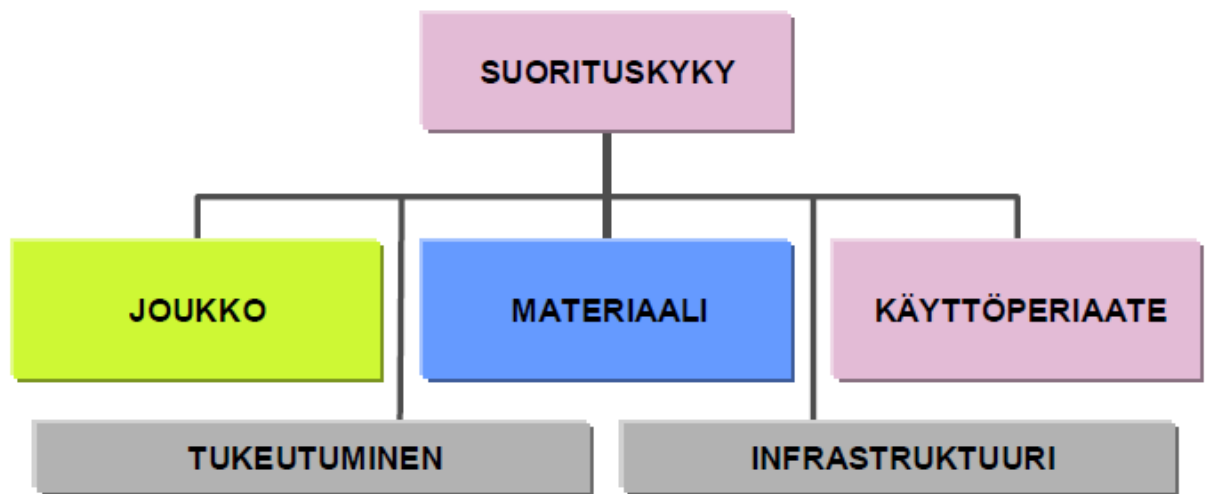 SUORITUSKYKY
JOUKKO
MATERIAALI
KÄYTTÖPERIAATE
TUKEUTUMINEN
INFRASTRUKTUURI